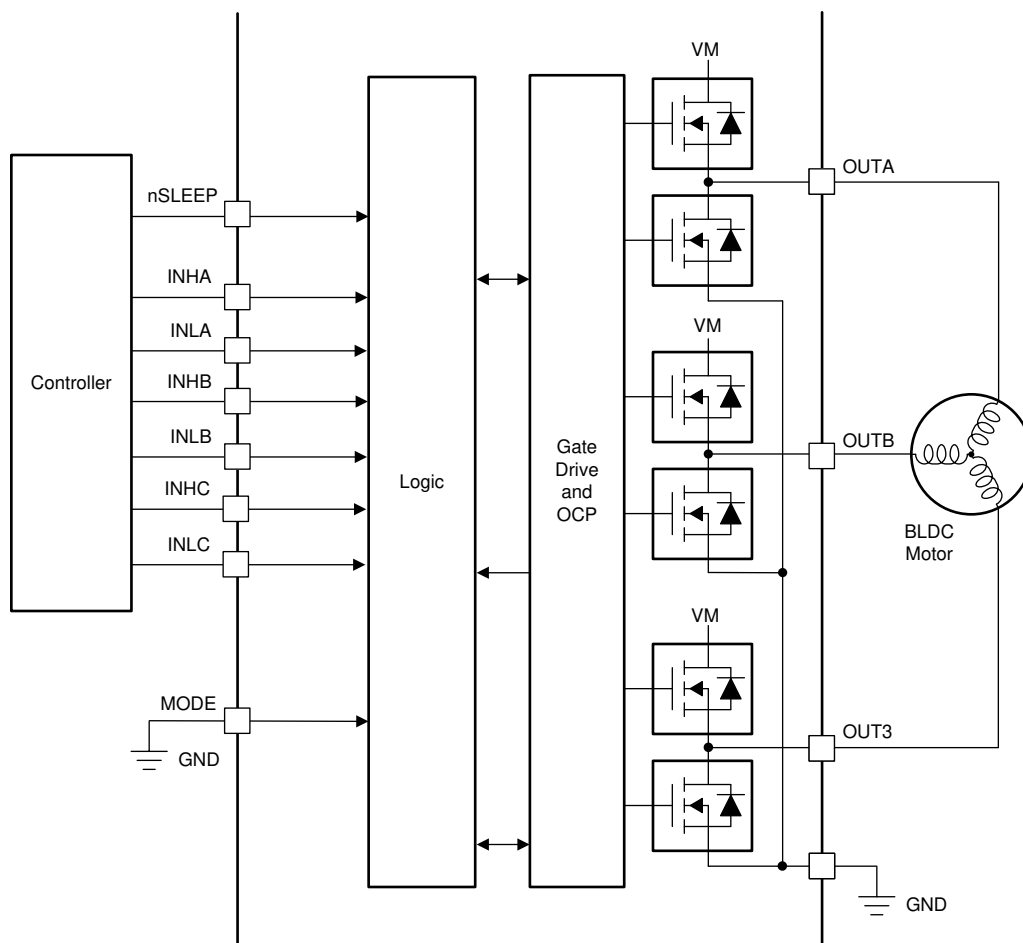 VM
nSLEEP
OUTA
INHA
INLA
VM
INHB
Controller
OUTB
INLB
Logic
Gate
Drive
and
OCP
INHC
BLDC
Motor
INLC
VM
MODE
OUT3
GND
GND